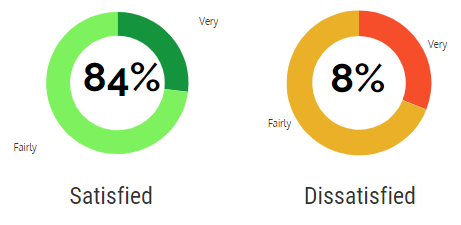 Very
84%
Fairly
Satisfied
Very
8%
Fairly
Dissatisfied